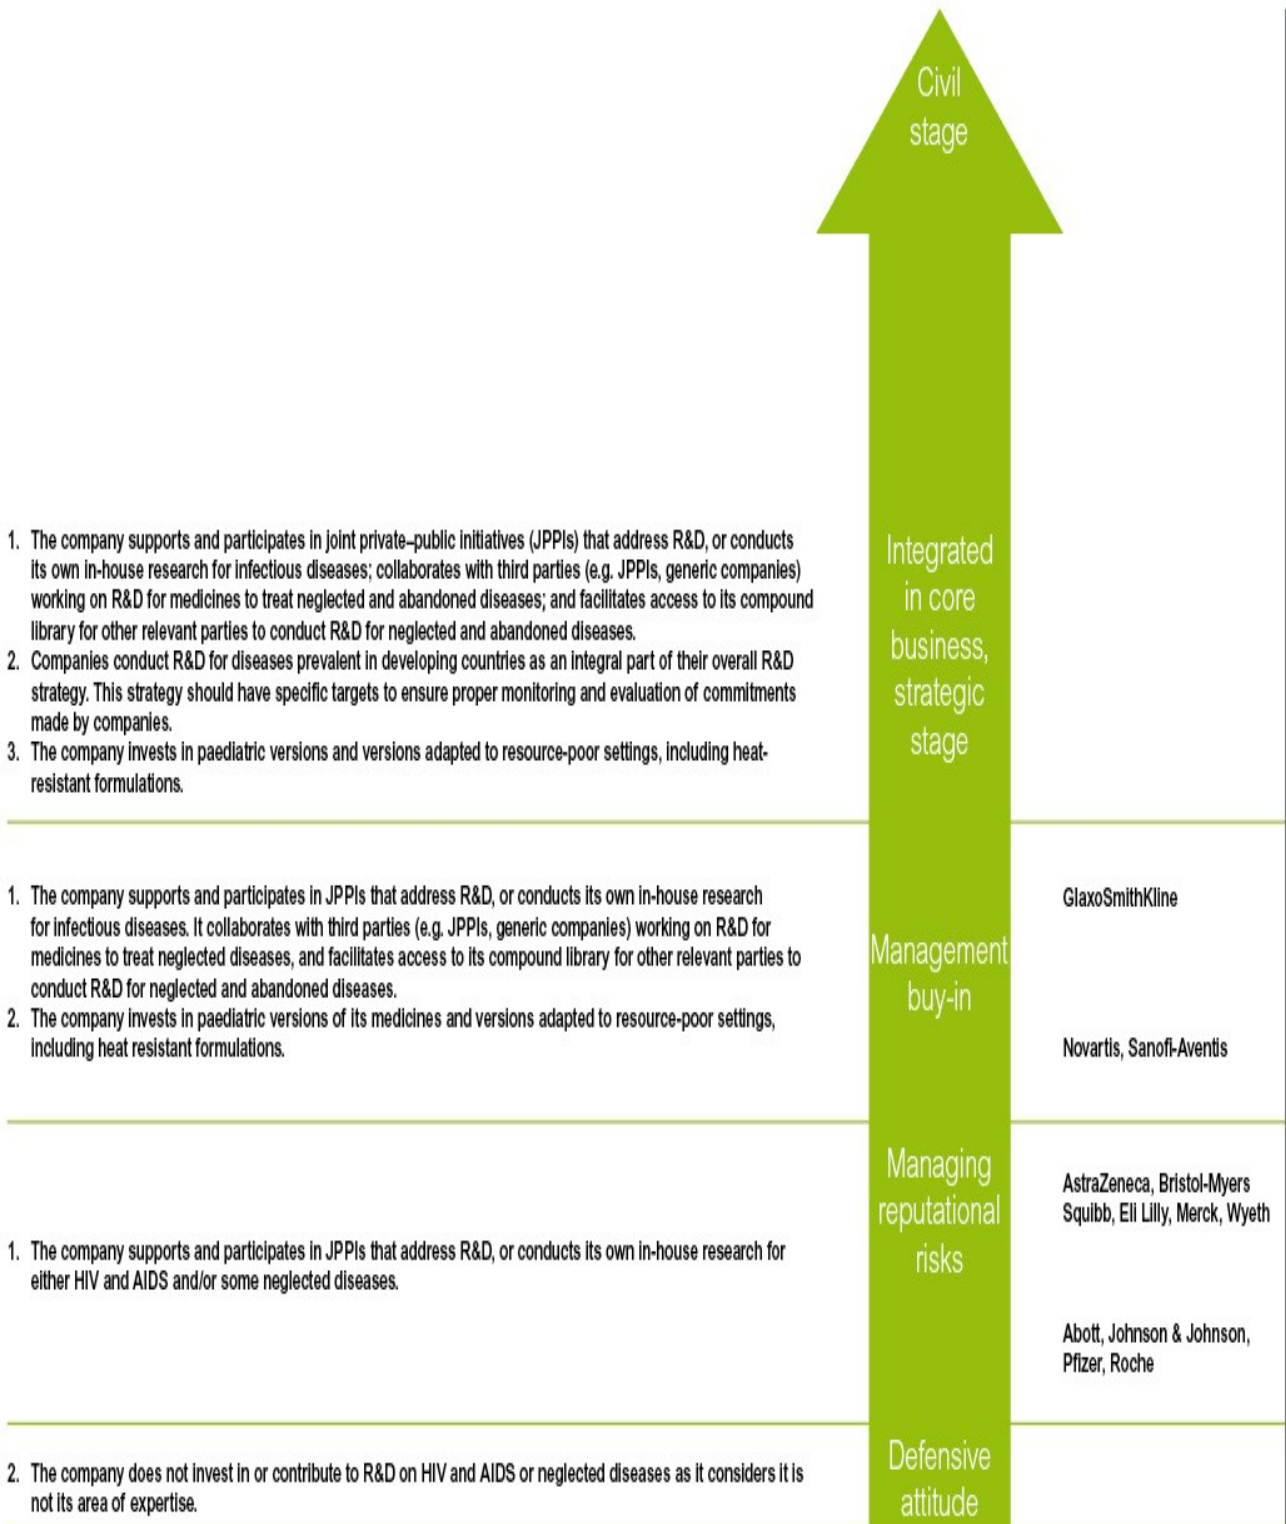 Civil
stage
1. The company supports and participates in joint private–public initiatives (JPPIs) that address R&D, or conducts
its own in-house research for infectious diseases; collaborates with third parties (e.g. JPPIs, generic companies)
working on R&D for medicines to treat neglected and abandoned diseases; and facilitates access to its compound
library for other relevant parties to conduct R&D for neglected and abandoned diseases.
2. Companies conduct R&D for diseases prevalent in developing countries as an integral part of their overall R&D
strategy. This strategy should have specific targets to ensure proper monitoring and evaluation of commitments
made by companies.
3. The company invests in paediatric versions and versions adapted to resource-poor settings, including heat-
resistant formulations.
Integrated
in core
business,
strategic
stage
1. The company supports and participates in JPPIs that address R&D, or conducts its own in-house research
for infectious diseases. It collaborates with third parties (e.g. JPPIs, generic companies) working on R&D for
medicines to treat neglected diseases, and facilitates access to its compound library for other relevant parties to
conduct R&D for neglected and abandoned diseases.
2. The company invests in paediatric versions of its medicines and versions adapted to resource-poor settings,
including heat resistant formulations.
Management
buy-in
GlaxoSmithKline
Novartis, Sanofi-Aventis
1. The company supports and participates in JPPIs that address R&D, or conducts its own in-house research for
either HIV and AIDS and/or some neglected diseases.
Managing
reputational
risks
AstraZeneca, Bristol-Myers
Squibb, Eli Lilly, Merck, Wyeth
Abott, Johnson & Johnson,
Pfizer, Roche
2. The company does not invest in or contribute to R&D on HIV and AIDS or neglected diseases as it considers it is
not its area of expertise.
Defensive
attitude